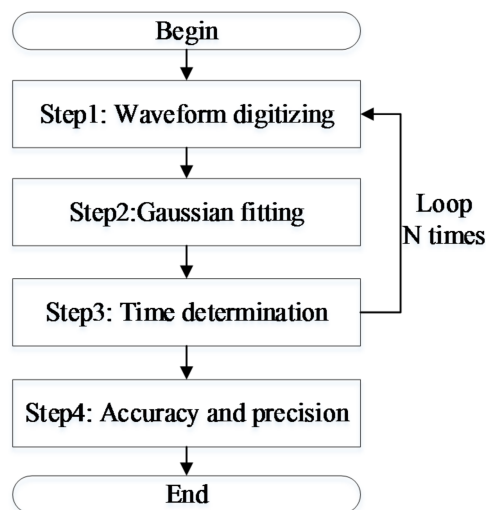 Begin
Step1: Waveform digitizing
Step2:Gaussian fitting
Loop
N times
Step3: Time determination
Step4: Accuracy and precision
End